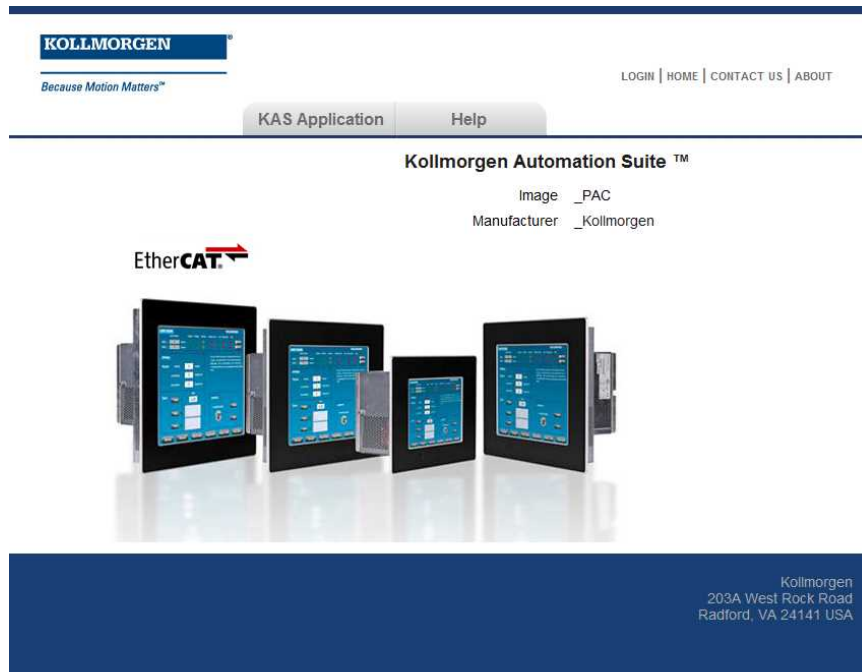 KOLLMORGEN®
Because Motion Matters™
LOGIN | HOME | CONTACT US | ABOUT
KAS Application Help
Kollmorgen Automation Suite ™
Image _PAC
Manufacturer _Kollmorgen
EtherCAT®
Kollmorgen
203A West Rock Road
Radford, VA 24141 USA